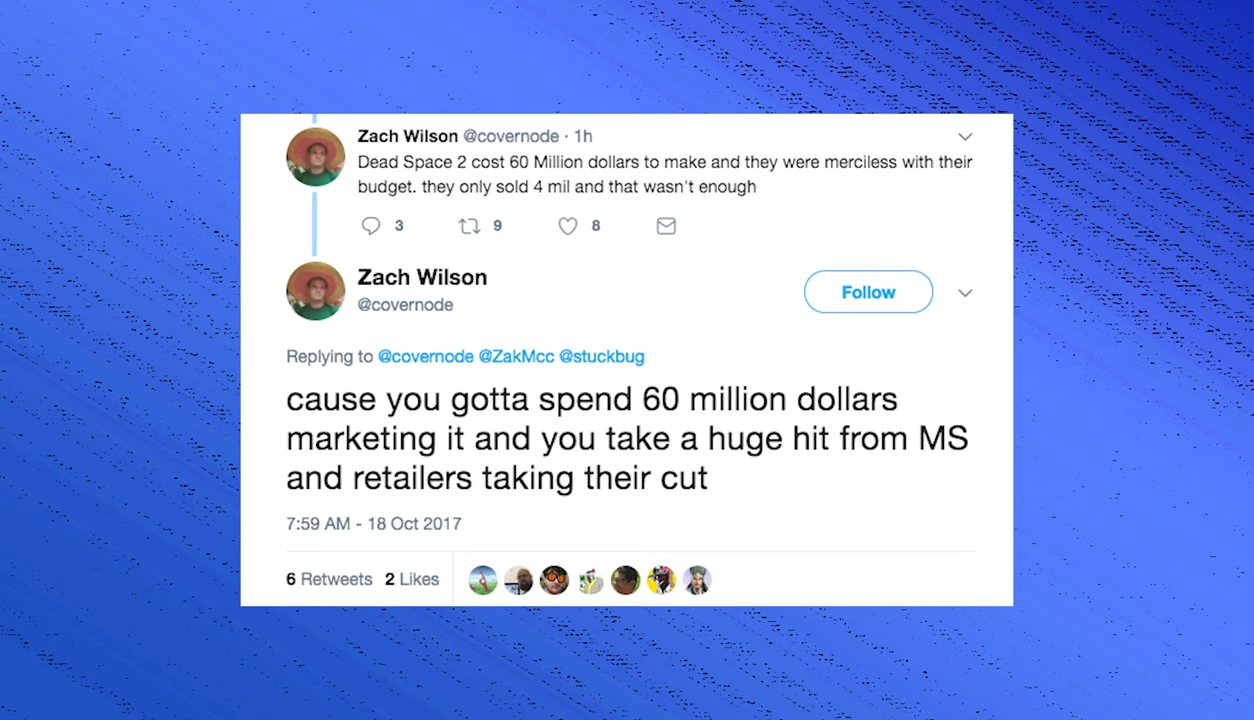 Zach Wilson @covernode · 1h
Dead Space 2 cost 60 Million dollars to make and they were merciless with their
budget. they only sold 4 mil and that wasn't enough
3 9 8
Zach Wilson
@covernode
Follow
Replying to @covernode @ZakMcc @stuckbug
cause you gotta spend 60 million dollars
marketing it and you take a huge hit from MS
and retailers taking their cut
7:59 AM - 18 Oct 2017
6 Retweets 2 Likes